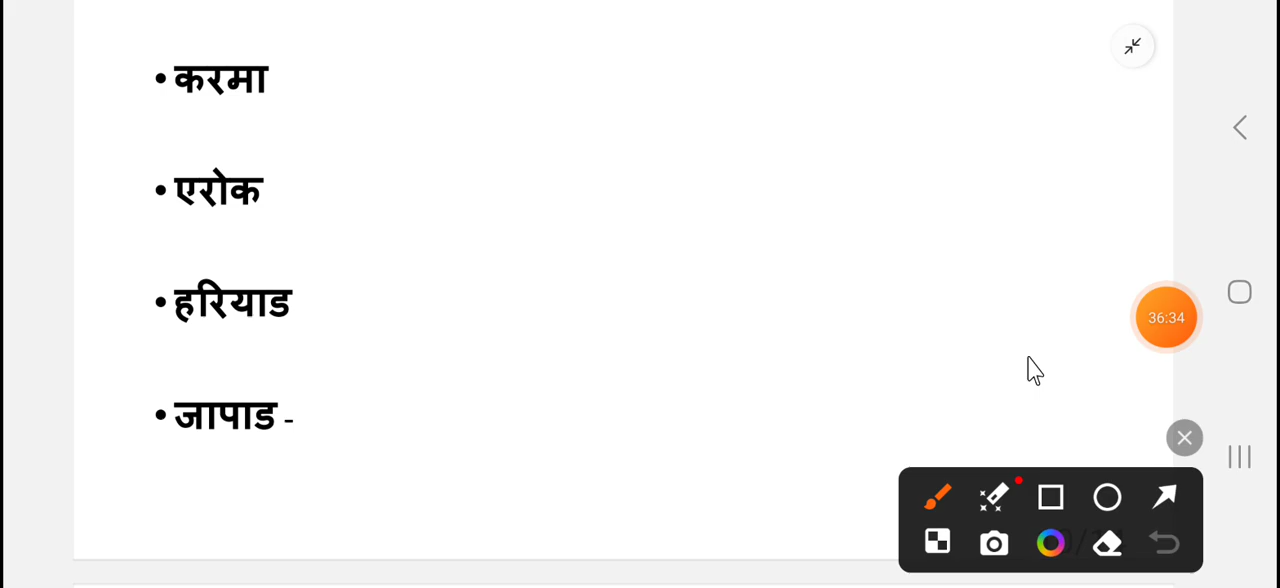 • करमा
• एरोक
• हरियाड
36:34
• जापाड -